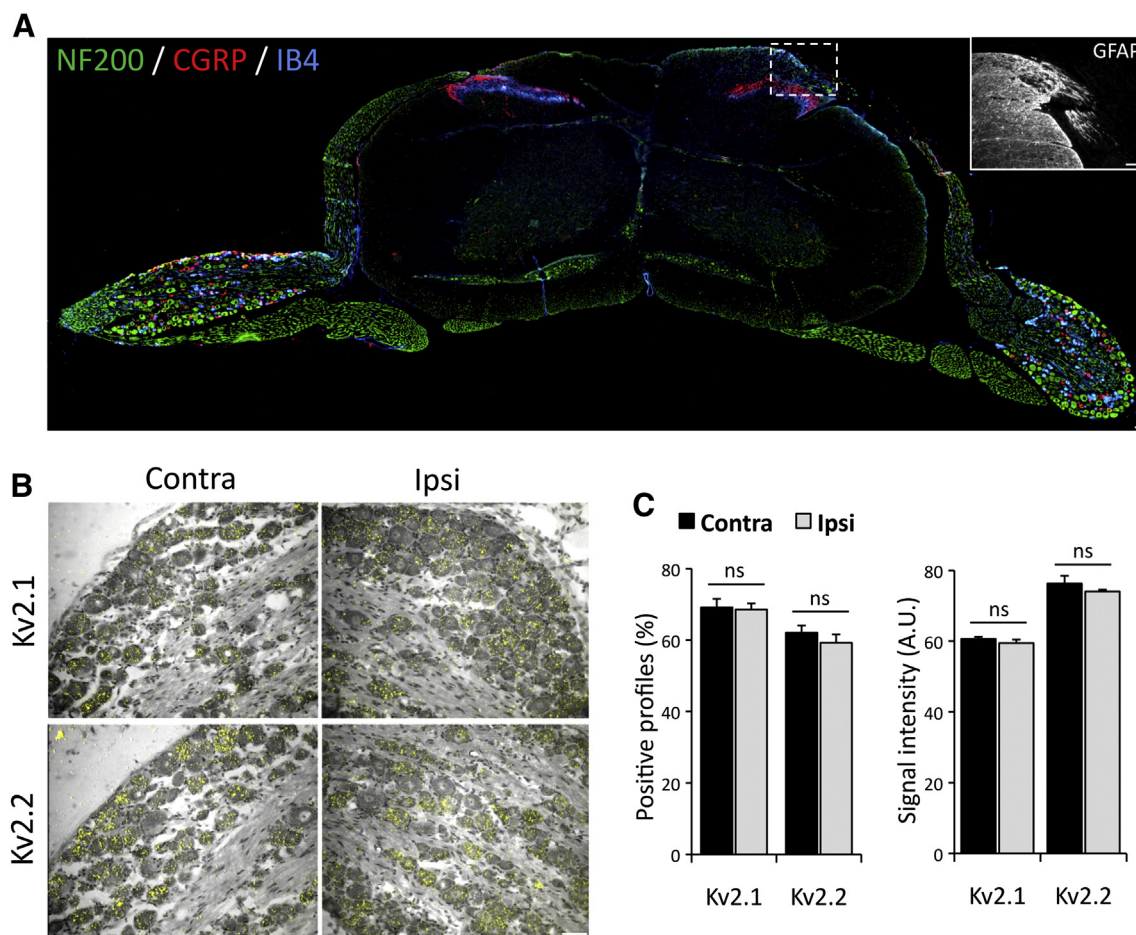 A
NF200 / CGRP / IB4
GFAP
B
Contra Ipsi
Kv2.1
Kv2.2
C
Contra Ipsi
Positive profiles (%)
80
60
40
20
0
ns
ns
Kv2.1 Kv2.2
Signal intensity (A.U.)
80
60
40
20
0
ns
ns
Kv2.1 Kv2.2